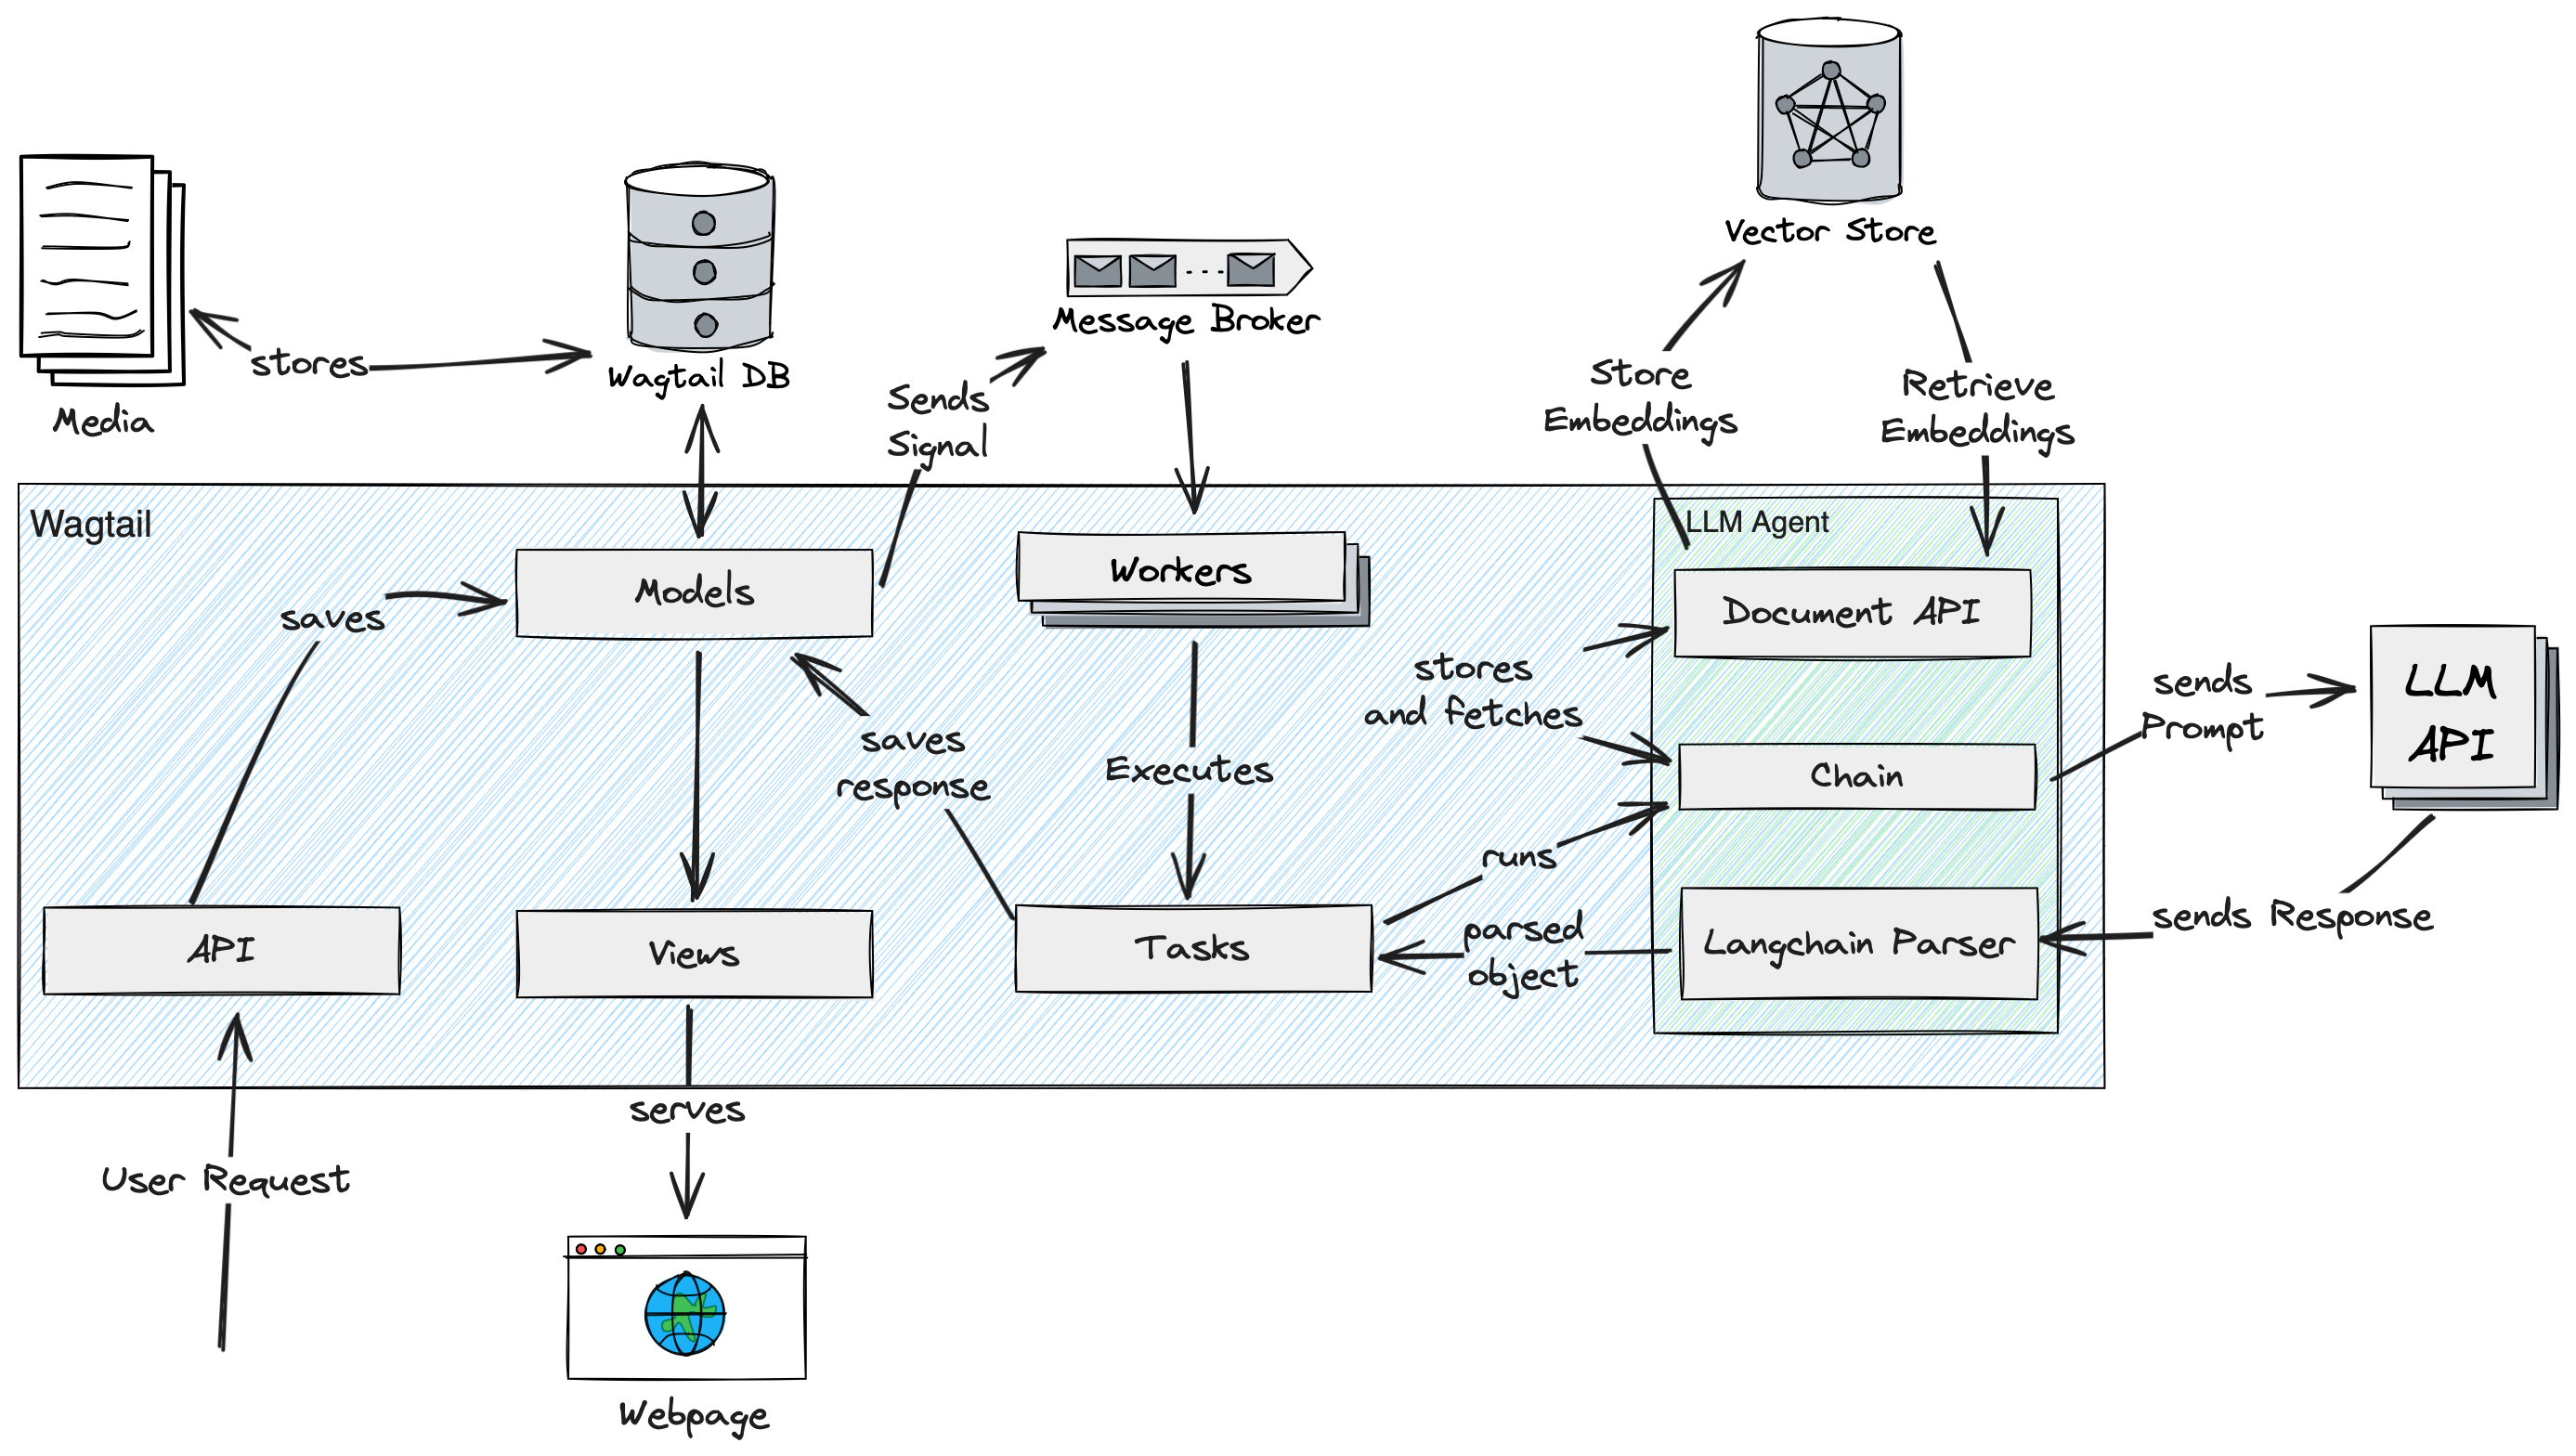 Vector Store
Media
stores
Wagtail DB
Message Broker
Sends
Signal
Store
Embeddings
Retrieve
Embeddings
Wagtail
LLM Agent
saves
Models
Workers
Document API
stores
and fetches
saves
response
Executes
Chain
sends
Prompt
LLM
API
runs
API
Views
Tasks
parsed
object
Langchain Parser
sends Response
serves
User Request
Webpage